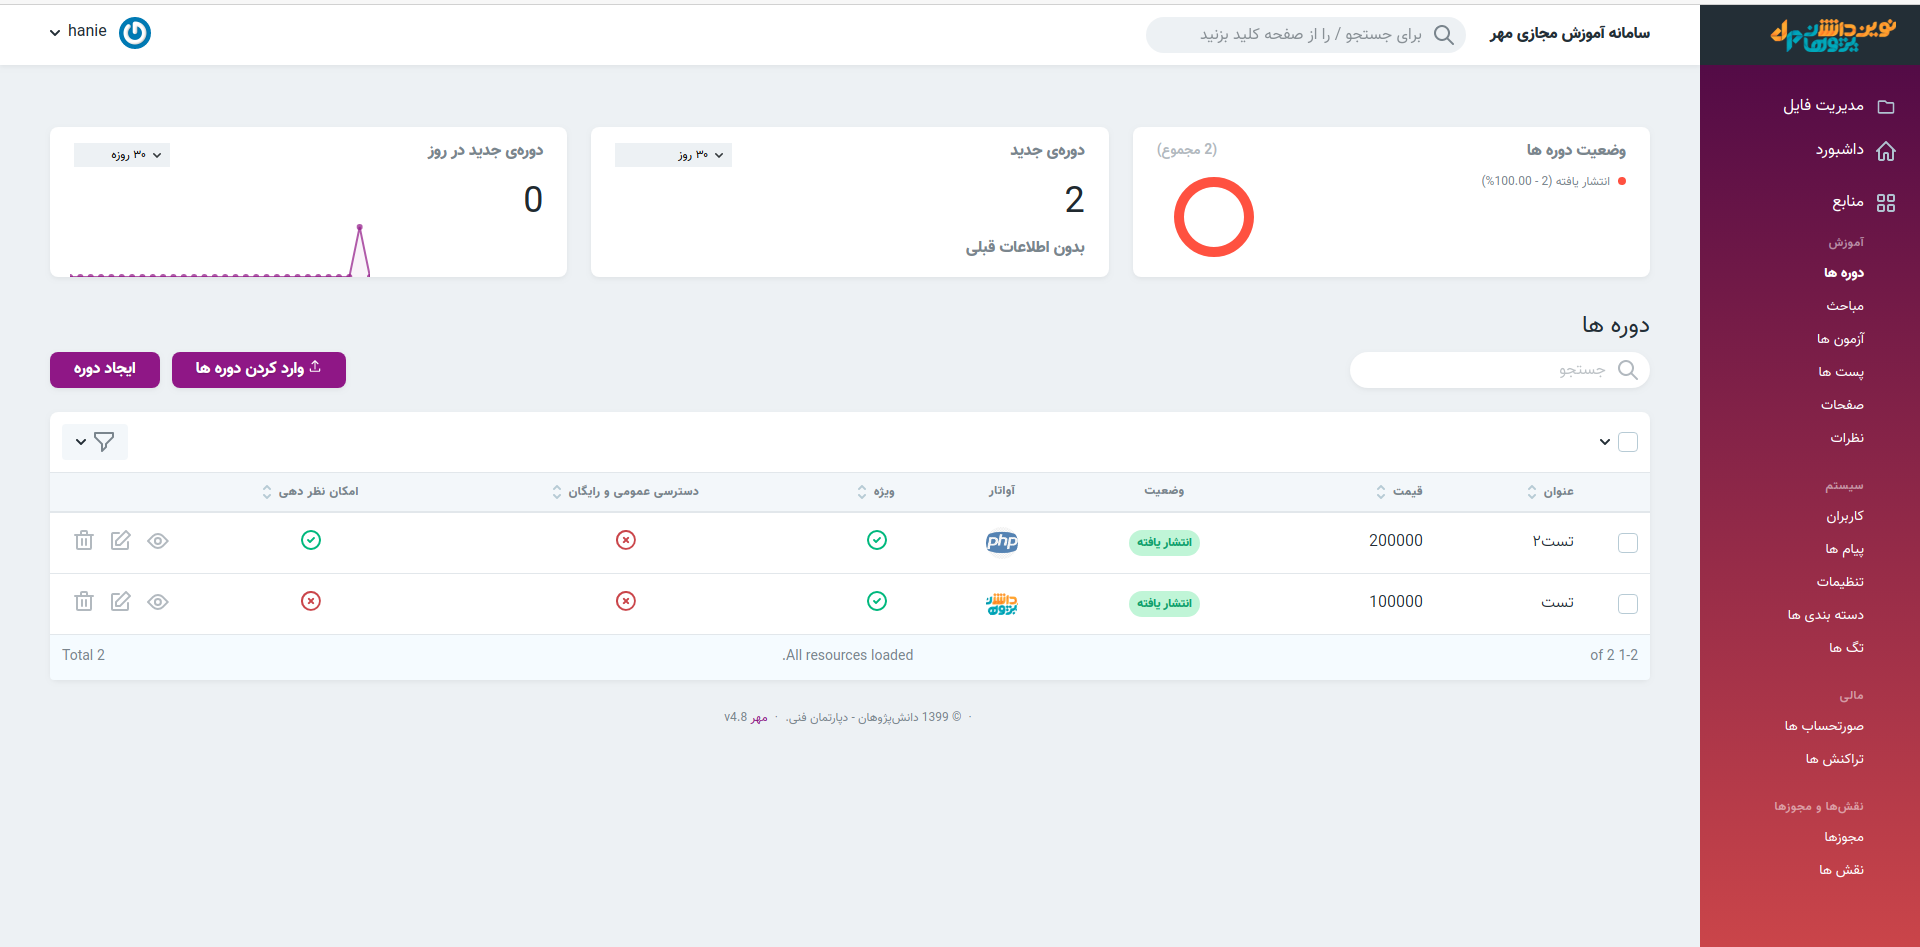 نوین دانش پژوهان
سامانه آموزش مجازی مهر
برای جستجو / را از صفحه کلید بزنید
hanie
مدیریت فایل
داشبورد
منابع
آموزش
دوره ها
مباحث
آزمون ها
پست ها
صفحات
نظرات
سیستم
کاربران
پیام ها
تنظیمات
دسته بندی ها
تگ ها
مالی
صورتحساب ها
تراکنش ها
نقش‌ها و مجوزها
مجوزها
نقش ها
وضعیت دوره ها
(2 مجموع)
انتشار یافته (2 - 100.00%)
دوره‌ی جدید
۳۰ روز
2
بدون اطلاعات قبلی
دوره‌ی جدید در روز
۳۰ روزه
0
دوره ها
جستجو
وارد کردن دوره ها
ایجاد دوره
عنوان قیمت وضعیت آواتار ویژه دسترسی عمومی و رایگان امکان نظر دهی
تست۲ 200000 انتشار یافته php
تست 100000 انتشار یافته
of 2 1-2
.All resources loaded
Total 2
· © 1399 دانش‌پژوهان - دپارتمان فنی. · مهر v4.8